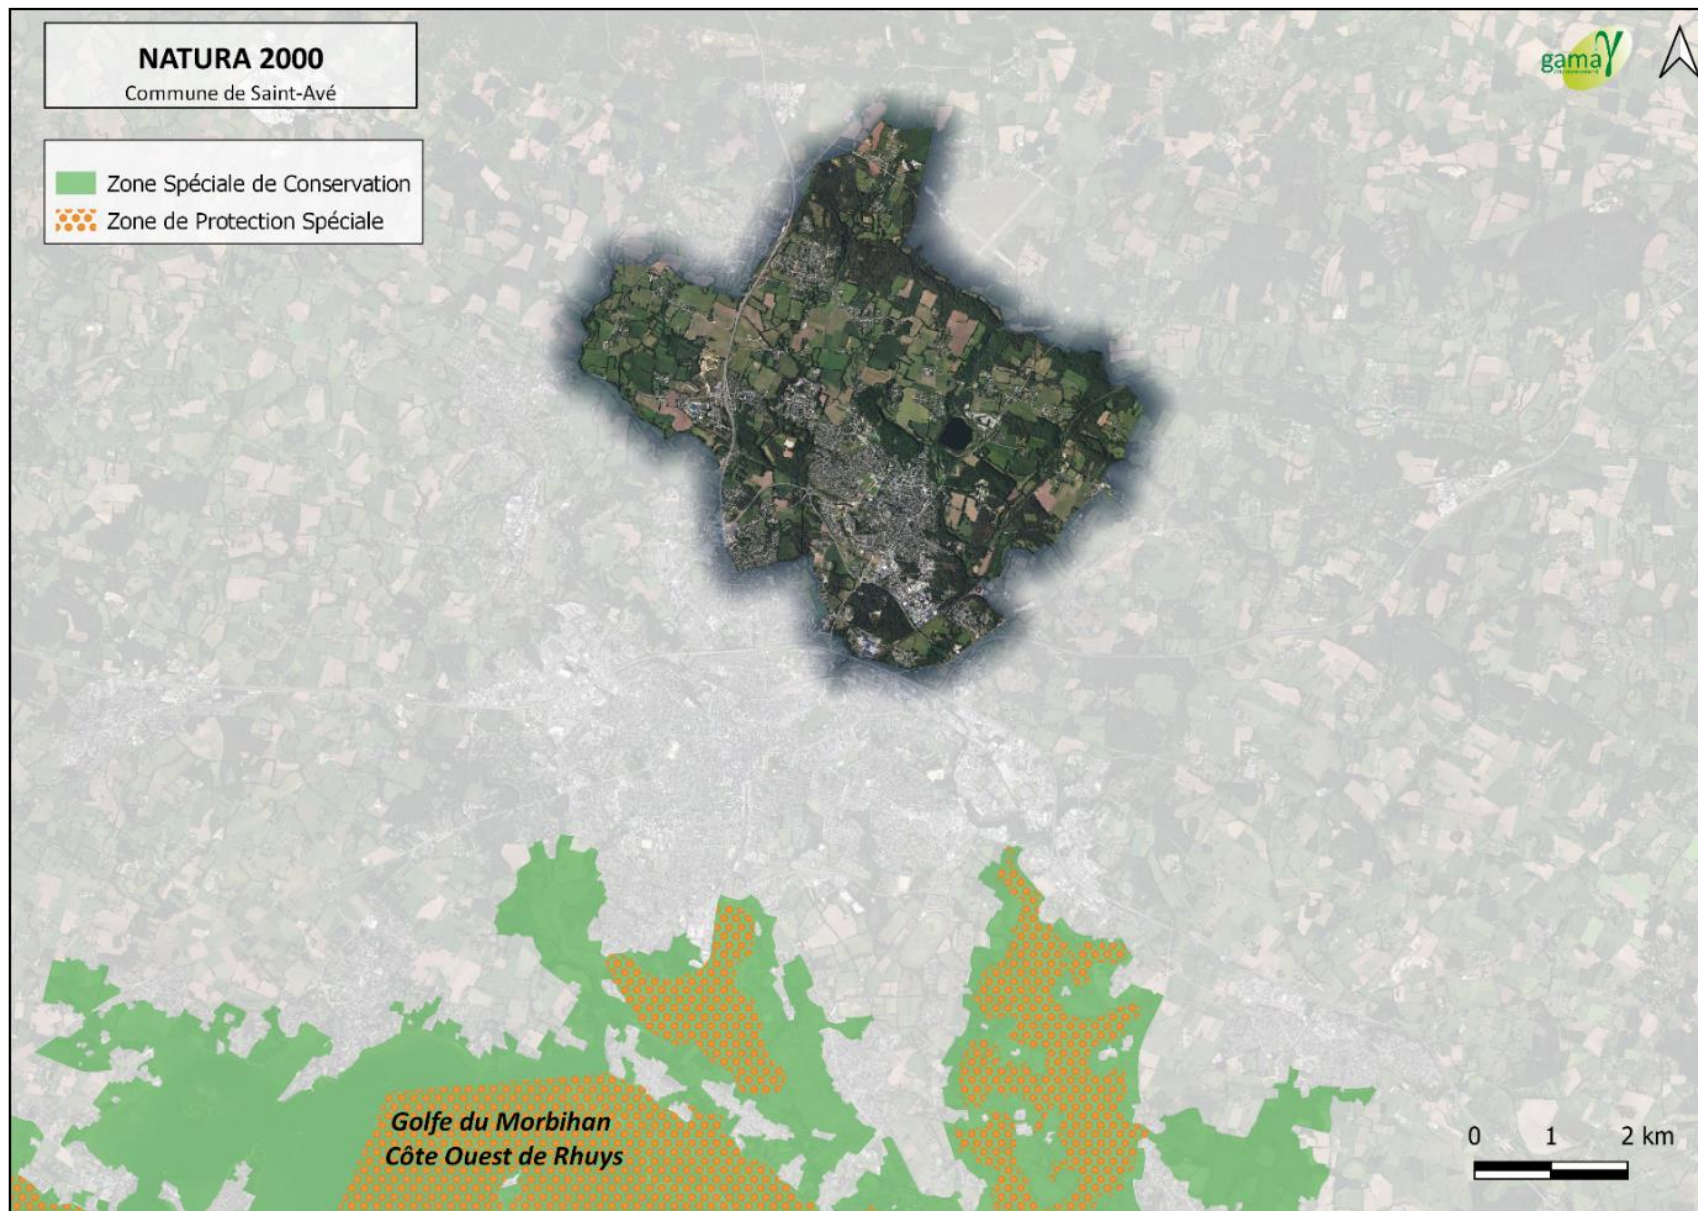 NATURA 2000
Commune de Saint-Avé
gama
Zone Spéciale de Conservation
Zone de Protection Spéciale
Golfe du Morbihan
Côte Ouest de Rhuys
0 1 2 km